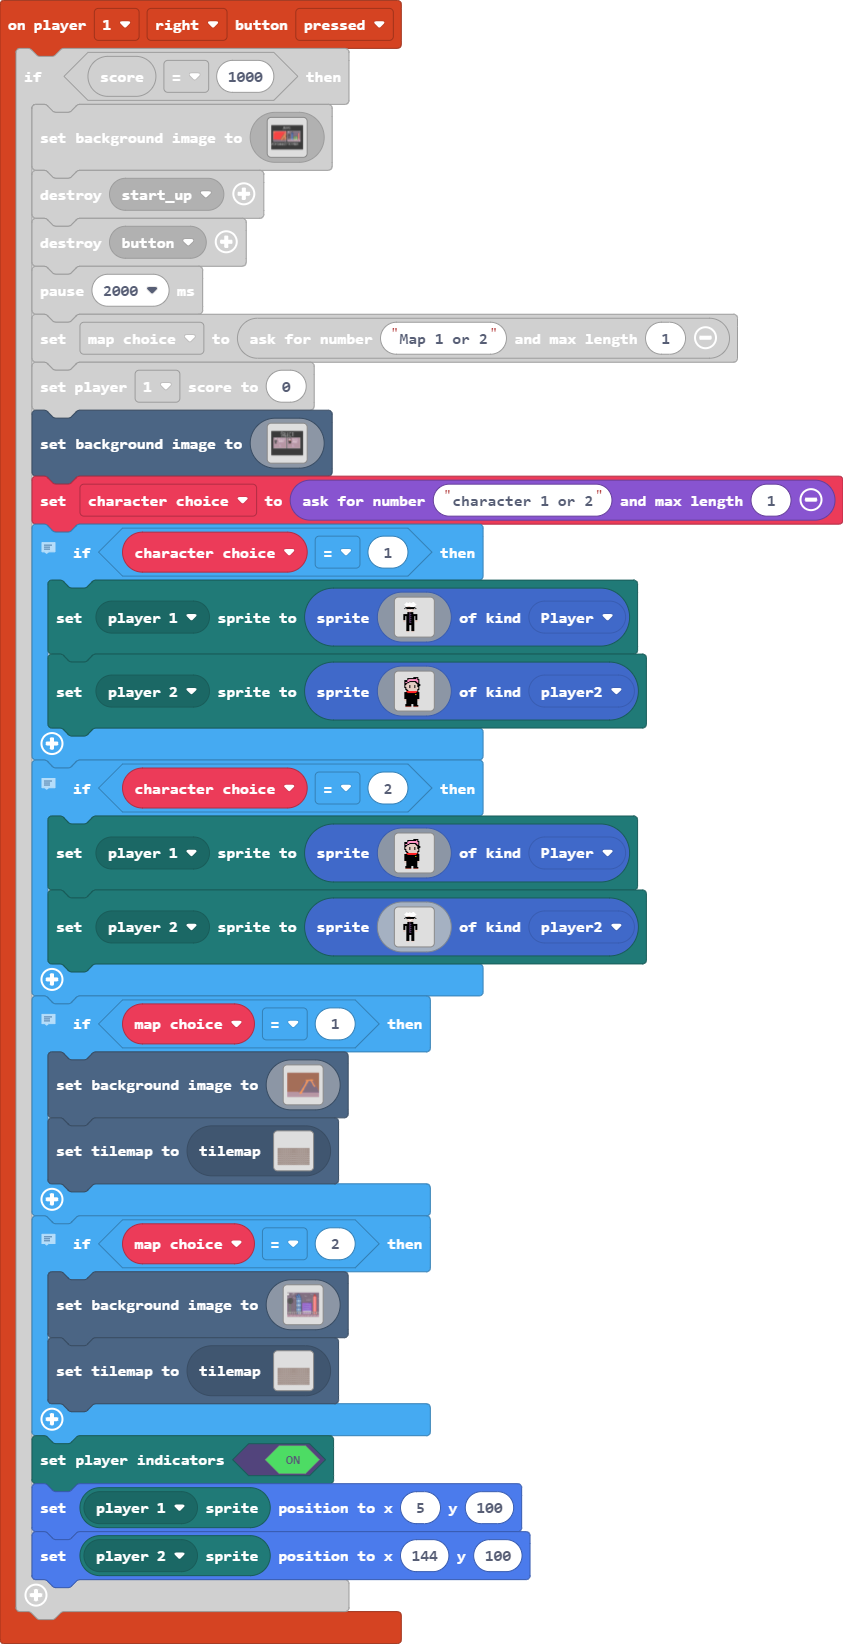 on player 1 right button pressed
if score = 1000 then
set background image to
destroy start_up
destroy button
pause 2000 ms
set map choice to ask for number "Map 1 or 2" and max length 1
set player 1 score to 0
set background image to
set character choice to ask for number "character 1 or 2" and max length 1
if character choice = 1 then
set player 1 sprite to sprite of kind Player
set player 2 sprite to sprite of kind player2
if character choice = 2 then
set player 1 sprite to sprite of kind Player
set player 2 sprite to sprite of kind player2
if map choice = 1 then
set background image to
set tilemap to tilemap
if map choice = 2 then
set background image to
set tilemap to tilemap
set player indicators ON
set player 1 sprite position to x 5 y 100
set player 2 sprite position to x 144 y 100